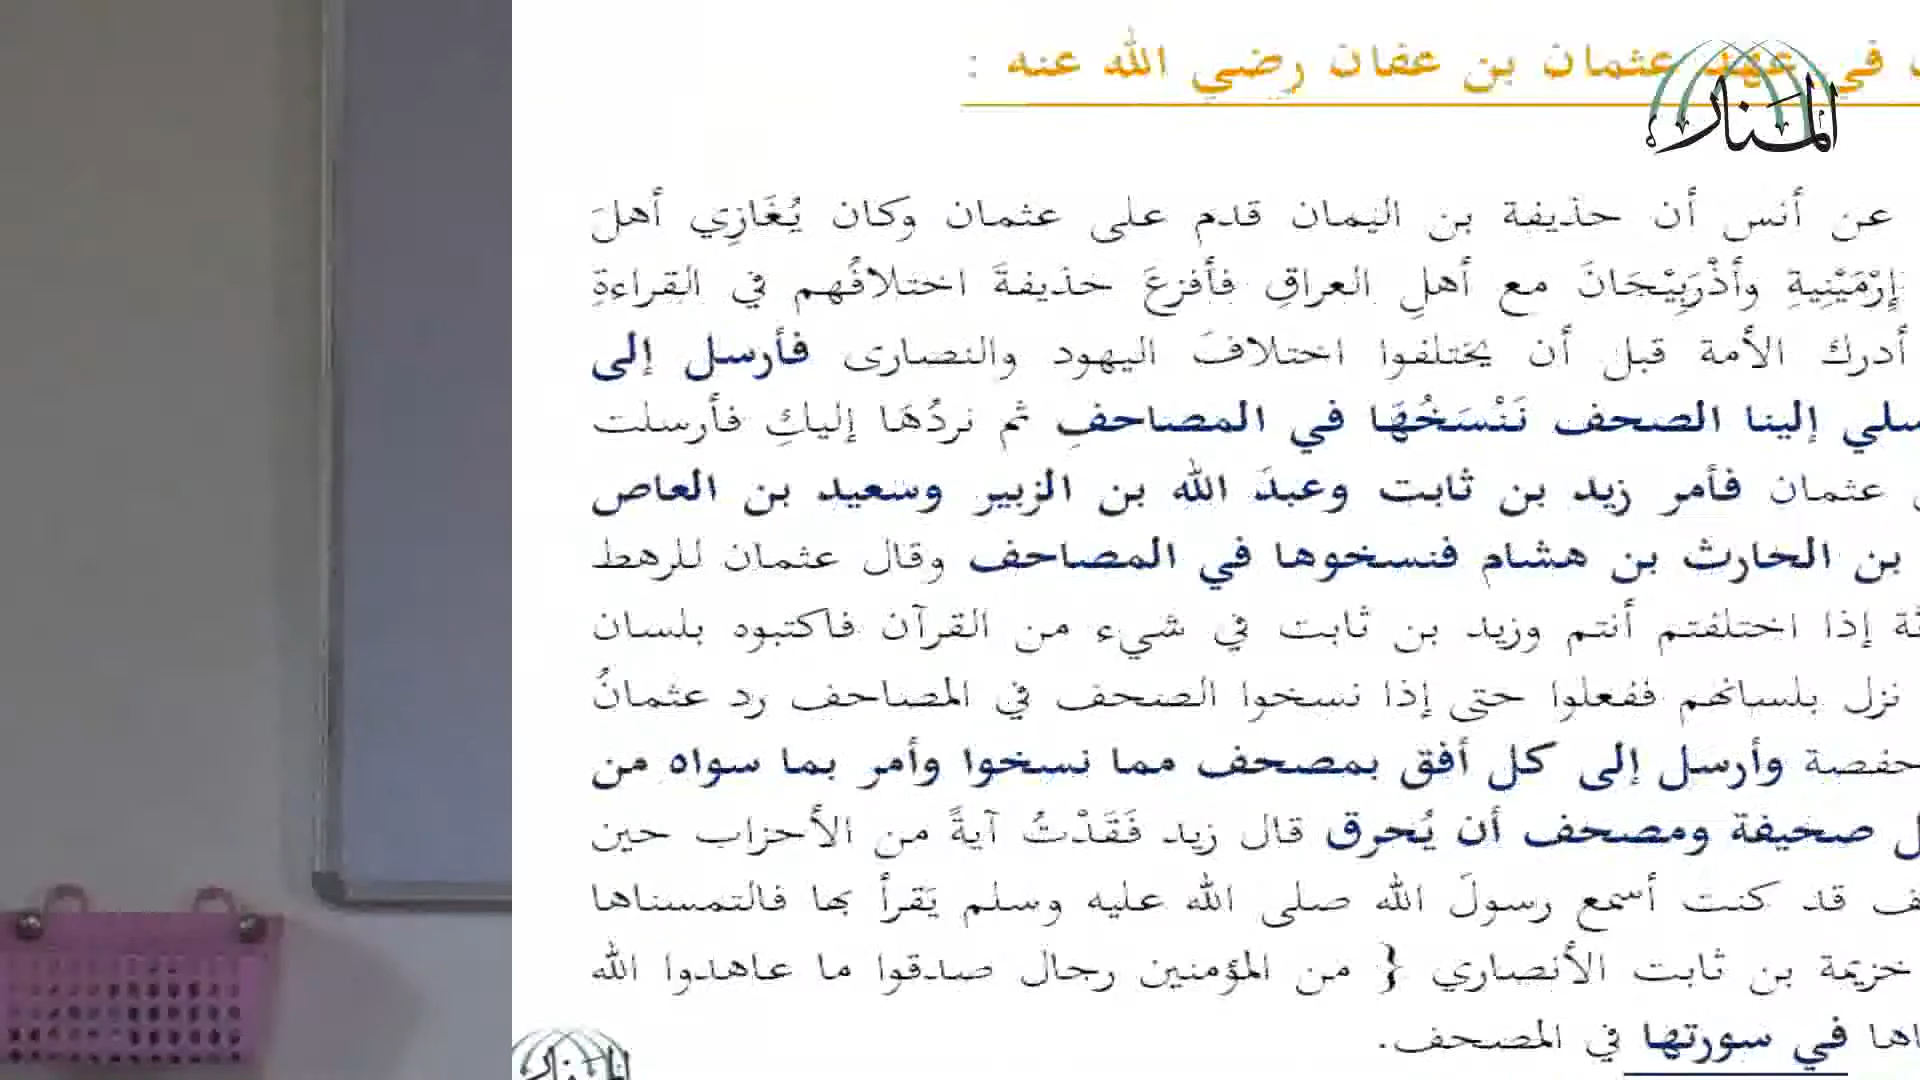 في عهد عثمان بن عفان رضي الله عنه :
المنار
عن أنس أن حذيفة بن اليمان قدم على عثمان وكان يُغَازِي أهلَ
إِرْمَيْنِيةِ وأذْرَبِيْجَانَ مع أهلِ العراقِ فأفزعَ حذيفةَ اختلافُهم في القراءةِ
أدرك الأمة قبل أن يختلفوا اختلافَ اليهود والنصارى فأرسل إلى
سلي إلينا الصحف نَنْسَخُهَا في المصاحفِ ثم نردُهَا إليكِ فأرسلت
عثمان فأمر زيد بن ثابت وعبدَ الله بن الزبير وسعيد بن العاص
بن الحارث بن هشام فنسخوها في المصاحف وقال عثمان للرهط
ثة إذا اختلفتم أنتم وزيد بن ثابت في شيء من القرآن فاكتبوه بلسان
نزل بلسانهم ففعلوا حتى إذا نسخوا الصحف في المصاحف رد عثمانُ
حفصة وأرسل إلى كل أفق بمصحف مما نسخوا وأمر بما سواه من
ل صحيفة ومصحف أن يُحرق قال زيد فَقَدْتُ آيةً من الأحزاب حين
ف قد كنت أسمع رسولَ الله صلى الله عليه وسلم يَقرأُ بها فالتمسناها
خزيمة بن ثابت الأنصاري { من المؤمنين رجال صدقوا ما عاهدوا الله
اها في سورتها في المصحف.